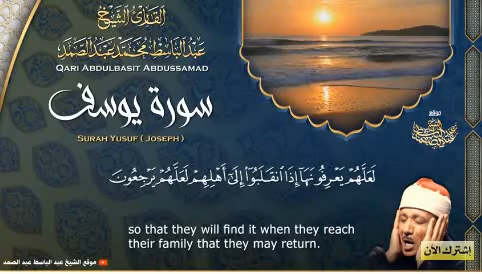 القارئ الشيخ
عبد الباسط محمد عبد الصمد
QARI ABDULBASIT ABDUSSAMAD
سورة يوسف
SURAH YUSUF ( JOSEPH )
لَعَلَّهُمْ يَعْرِفُونَهَآ إِذَا ٱنقَلَبُوٓا۟ إِلَىٰٓ أَهْلِهِمْ لَعَلَّهُمْ يَرْجِعُونَ
so that they will find it when they reach
their family that they may return.
موقع
موقع الشيخ عبد الباسط عبد الصمد
اشترك الآن